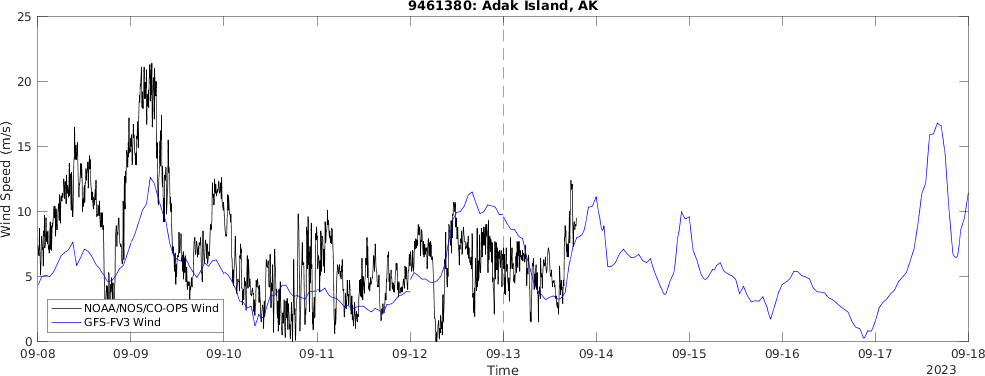 9461380: Adak Island, AK
25
20
15
10
5
0
Wind Speed (m/s)
NOAA/NOS/CO-OPS Wind
GFS-FV3 Wind
09-08 09-09 09-10 09-11 09-12 09-13 09-14 09-15 09-16 09-17 09-18
Time
2023